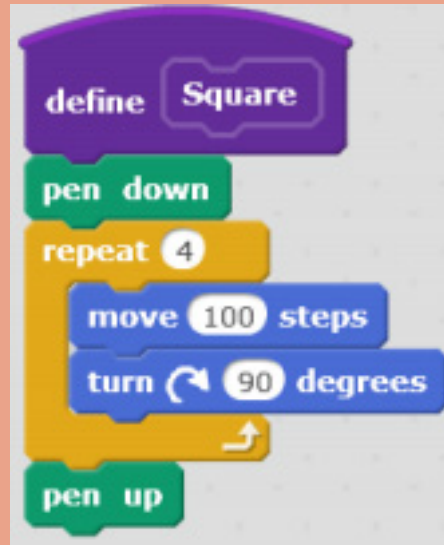 define Square
pen down
repeat 4
move 100 steps
turn 90 degrees
pen up